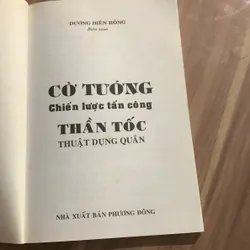 DƯƠNG DIÊN HỒNG
Biên soạn
CỜ TƯỚNG
Chiến lược tấn công
THẦN TỐC
THUẬT DỤNG QUÂN
NHÀ XUẤT BẢN PHƯƠNG ĐÔNG